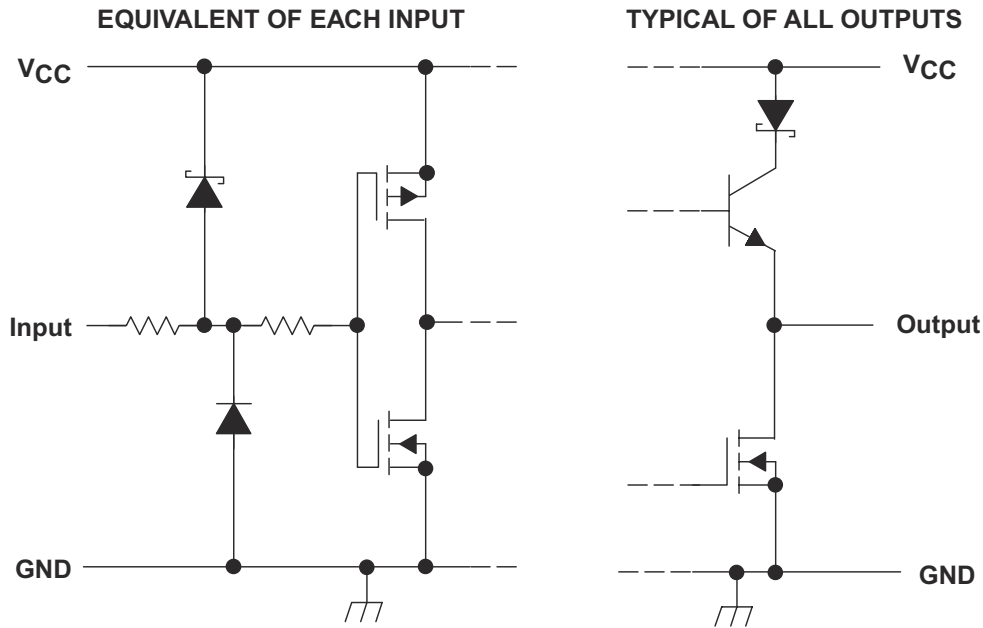 EQUIVALENT OF EACH INPUT
VCC
Input
GND
TYPICAL OF ALL OUTPUTS
VCC
Output
GND